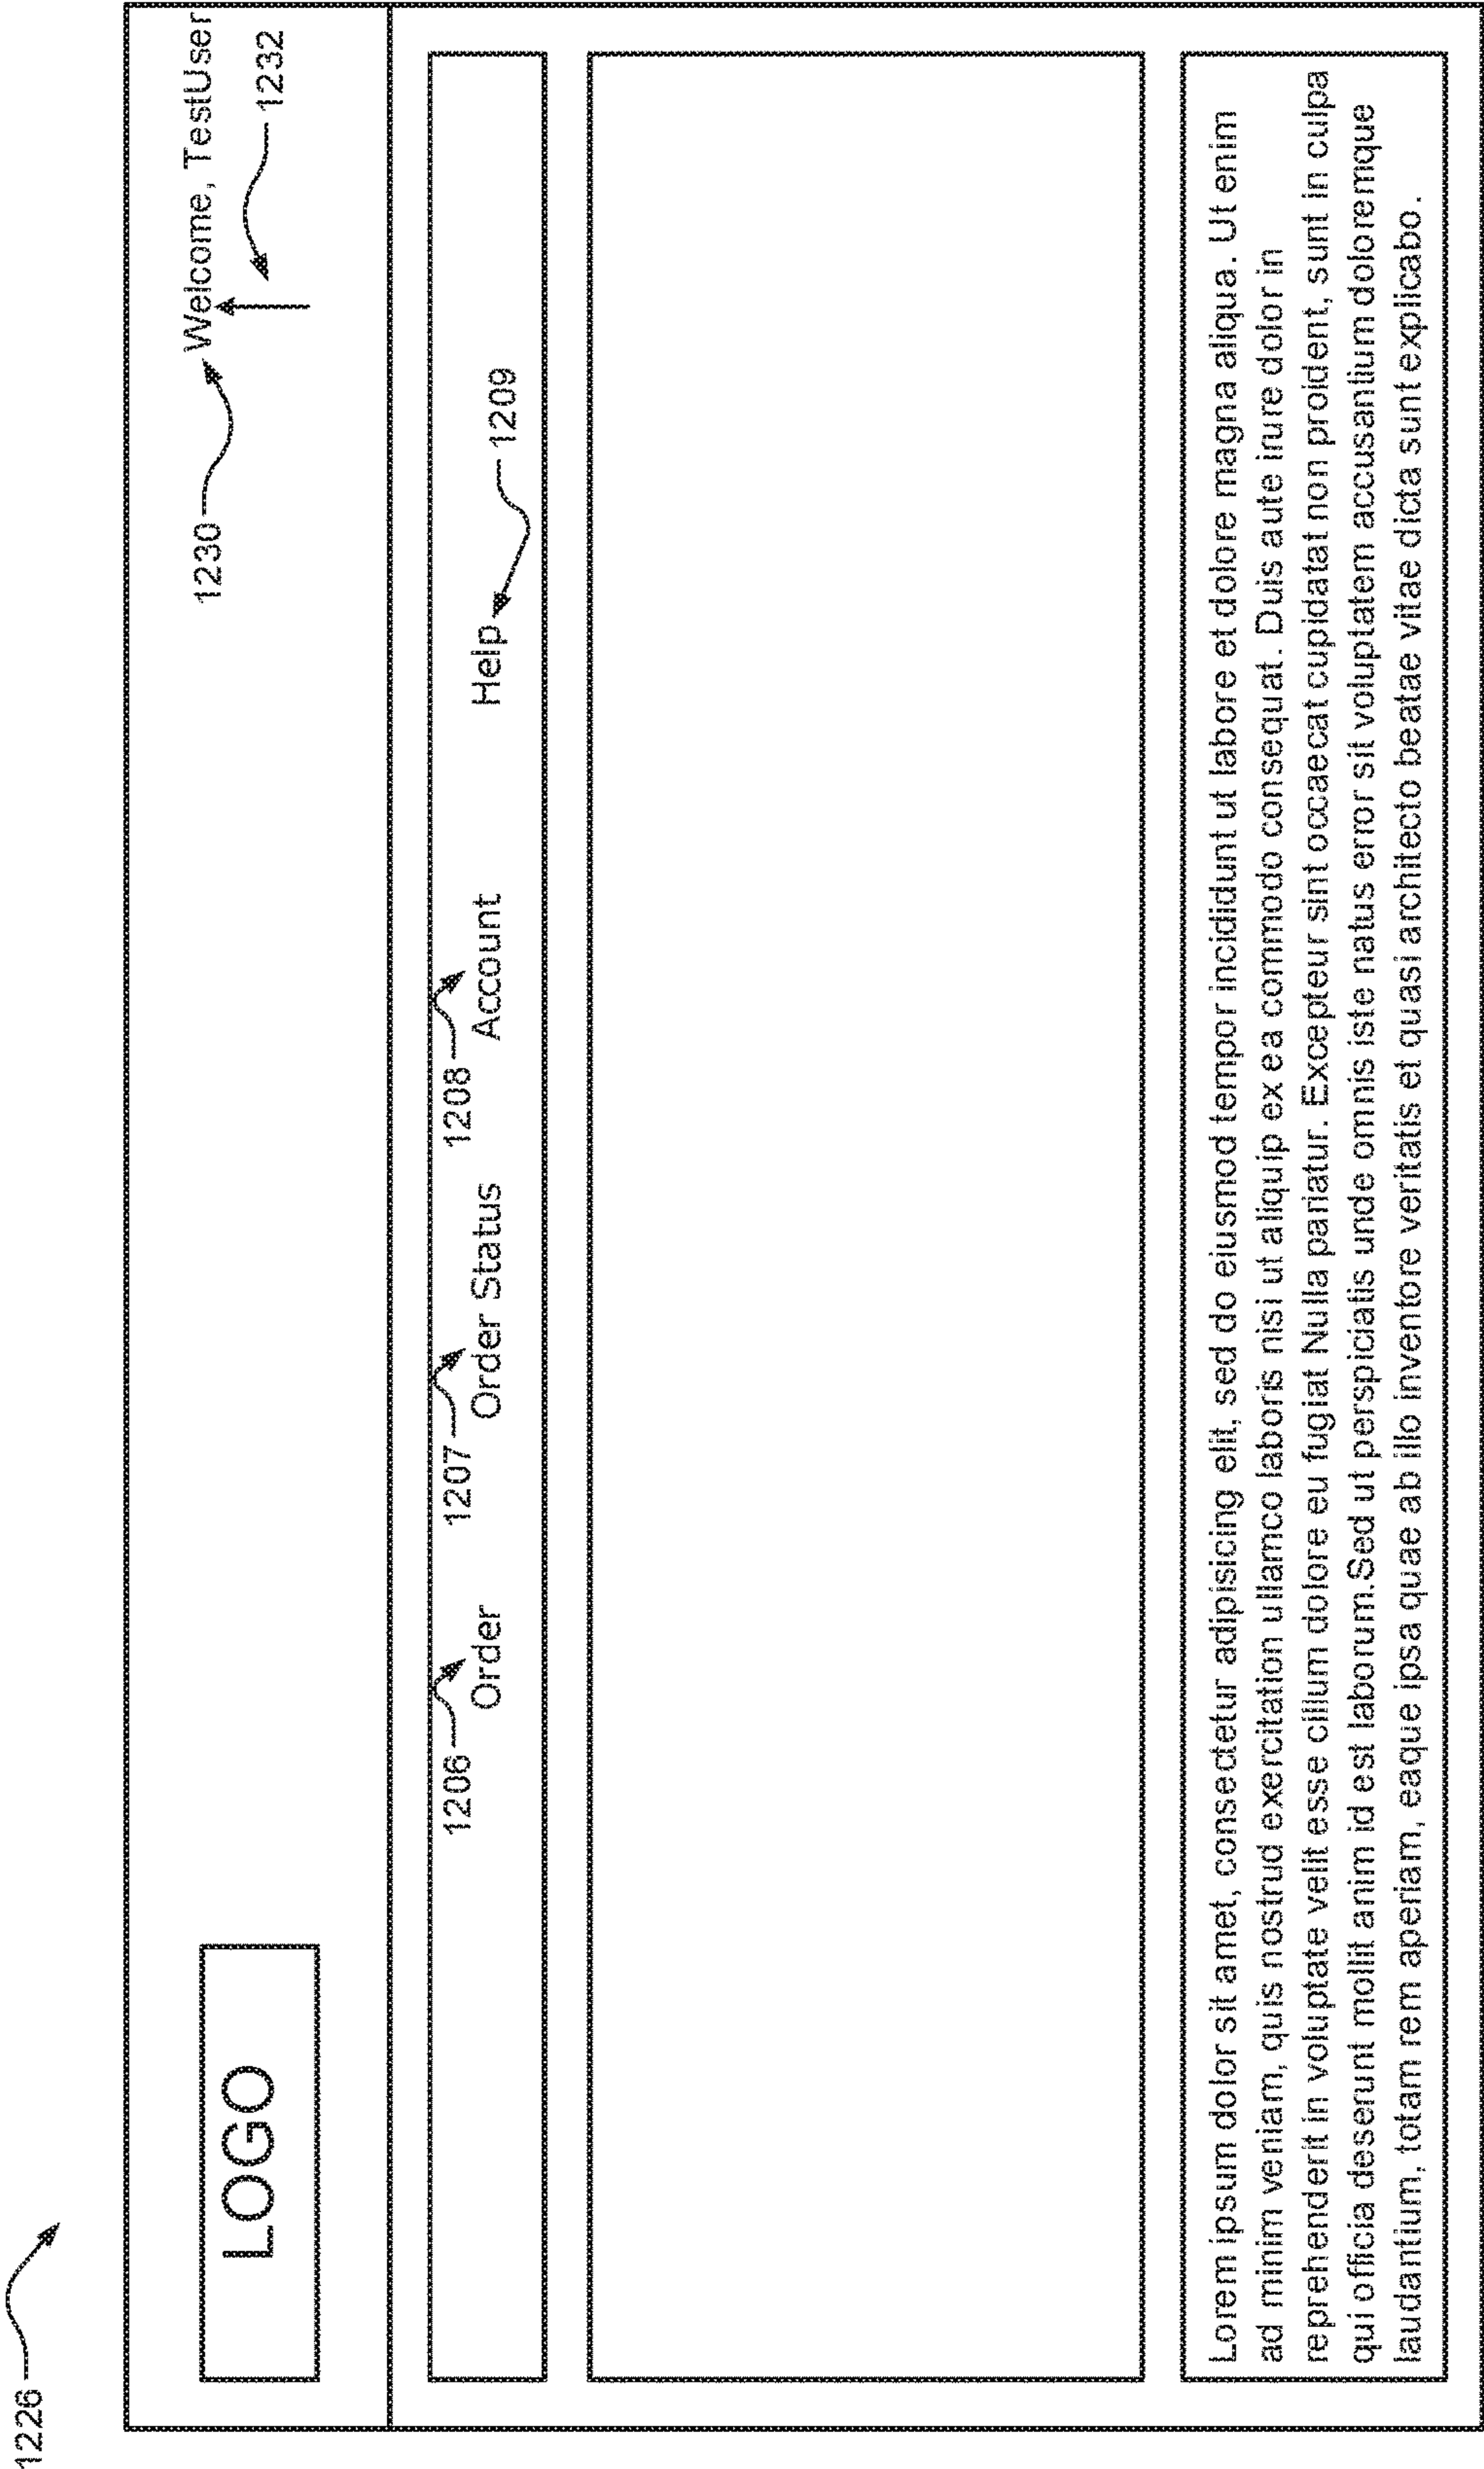 1226
LOGO
1230
Welcome, TestUser
1232
1206
Order
1207
Order Status
1208
Account
Help
1209
Lorem ipsum dolor sit amet, consectetur adipisicing elit, sed do eiusmod tempor incididunt ut labore et dolore magna aliqua. Ut enim
ad minim veniam, quis nostrud exercitation ullamco laboris nisi ut aliquip ex ea commodo consequat. Duis aute irure dolor in
reprehenderit in voluptate velit esse cillum dolore eu fugiat Nulla pariatur. Excepteur sint occaecat cupidatat non proident, sunt in culpa
qui officia deserunt mollit anim id est laborum.Sed ut perspiciatis unde omnis iste natus error sit voluptatem accusantium doloremque
laudantium, totam rem aperiam, eaque ipsa quae ab illo inventore veritatis et quasi architecto beatae vitae dicta sunt explicabo.